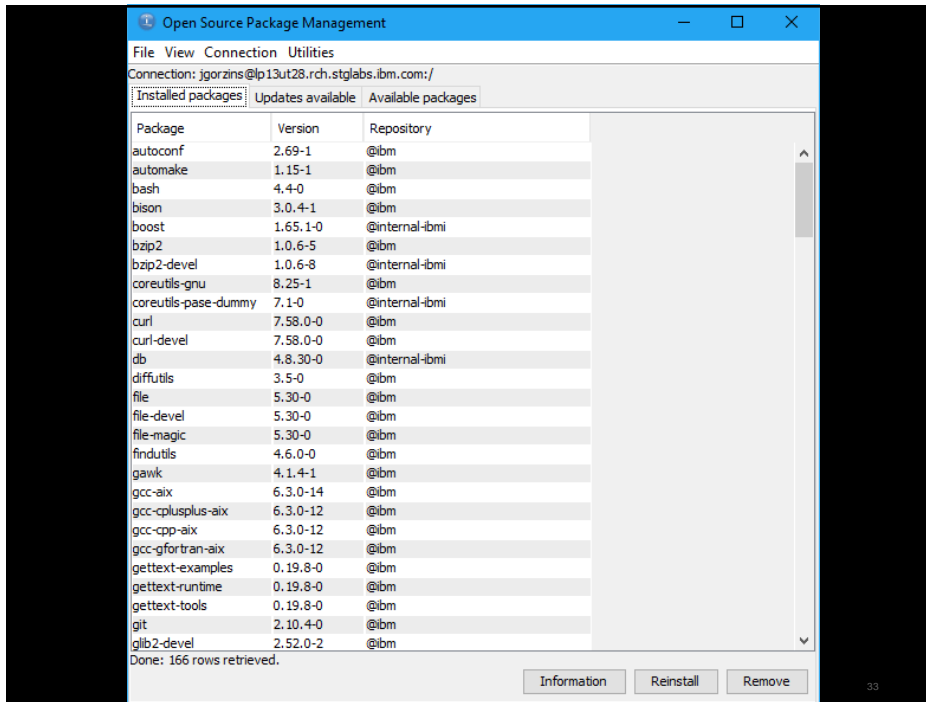 Open Source Package Management
File View Connection Utilities
Connection: jgorzins@lp13ut28.rch.stglabs.ibm.com:/
Installed packages Updates available Available packages
Package Version Repository
autoconf 2.69-1 @ibm
automake 1.15-1 @ibm
bash 4.4-0 @ibm
bison 3.0.4-1 @ibm
boost 1.65.1-0 @internal-ibmi
bzip2 1.0.6-5 @ibm
bzip2-devel 1.0.6-8 @internal-ibmi
coreutils-gnu 8.25-1 @ibm
coreutils-pase-dummy 7.1-0 @internal-ibmi
curl 7.58.0-0 @ibm
curl-devel 7.58.0-0 @ibm
db 4.8.30-0 @internal-ibmi
diffutils 3.5-0 @ibm
file 5.30-0 @ibm
file-devel 5.30-0 @ibm
file-magic 5.30-0 @ibm
findutils 4.6.0-0 @ibm
gawk 4.1.4-1 @ibm
gcc-aix 6.3.0-14 @ibm
gcc-cplusplus-aix 6.3.0-12 @ibm
gcc-cpp-aix 6.3.0-12 @ibm
gcc-gfortran-aix 6.3.0-12 @ibm
gettext-examples 0.19.8-0 @ibm
gettext-runtime 0.19.8-0 @ibm
gettext-tools 0.19.8-0 @ibm
git 2.10.4-0 @ibm
glib2-devel 2.52.0-2 @ibm
Done: 166 rows retrieved.
Information Reinstall Remove
33